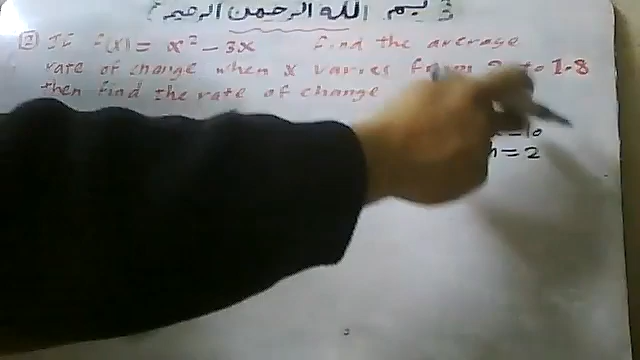 بسم الله الرحمن الرحيم
2 If f(x) = x² - 3x find the average
rate of change when x varies from to 1.8
then find the rate of change
= 2